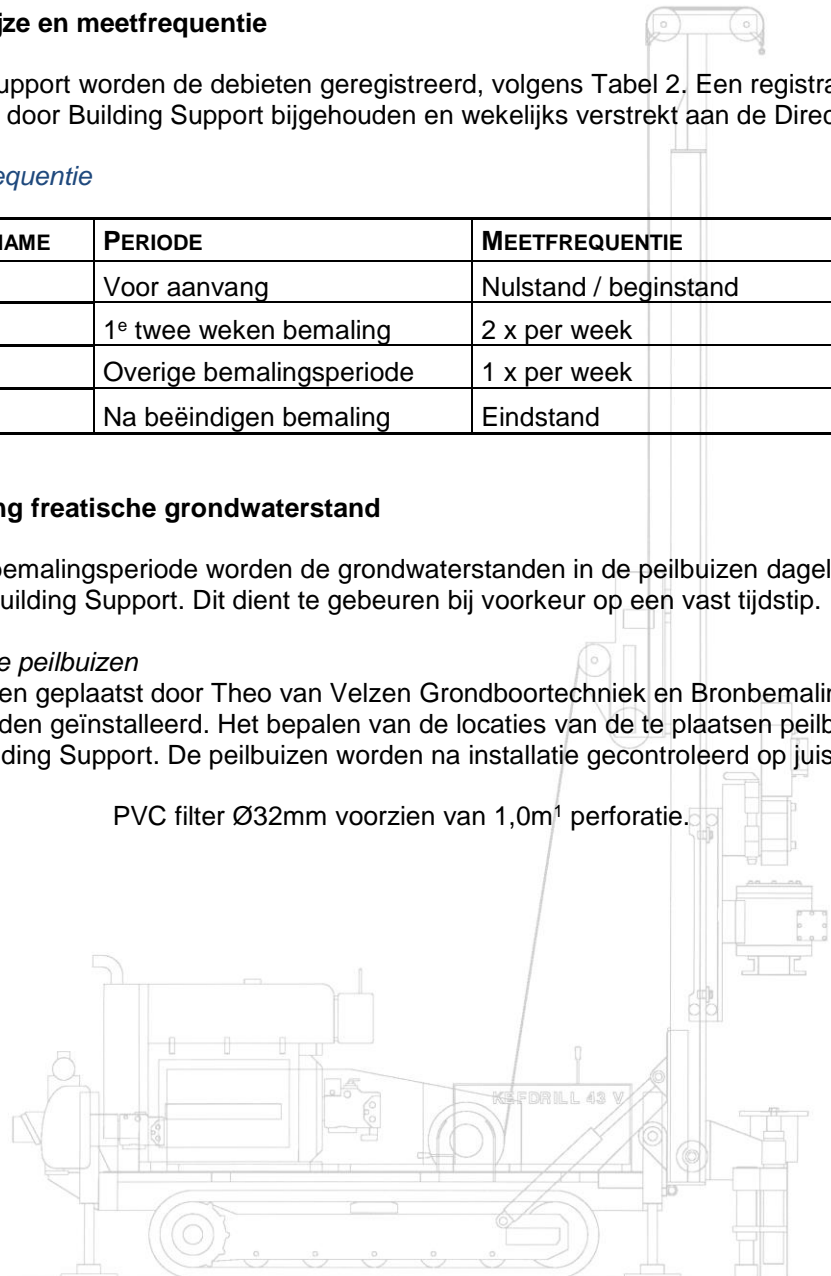 jze en meetfrequentie
upport worden de debieten geregistreerd, volgens Tabel 2. Een registra
door Building Support bijgehouden en wekelijks verstrekt aan de Direc
equentie
NAME PERIODE MEETFREQUENTIE
Voor aanvang Nulstand / beginstand
1e twee weken bemaling 2 x per week
Overige bemalingsperiode 1 x per week
Na beëindigen bemaling Eindstand
ng freatische grondwaterstand
bemalingsperiode worden de grondwaterstanden in de peilbuizen dagel
uilding Support. Dit dient te gebeuren bij voorkeur op een vast tijdstip.
e peilbuizen
en geplaatst door Theo van Velzen Grondboortechniek en Bronbemalin
den geïnstalleerd. Het bepalen van de locaties van de te plaatsen peilb
ding Support. De peilbuizen worden na installatie gecontroleerd op juis
PVC filter Ø32mm voorzien van 1,0m¹ perforatie.
DRILL 43 V